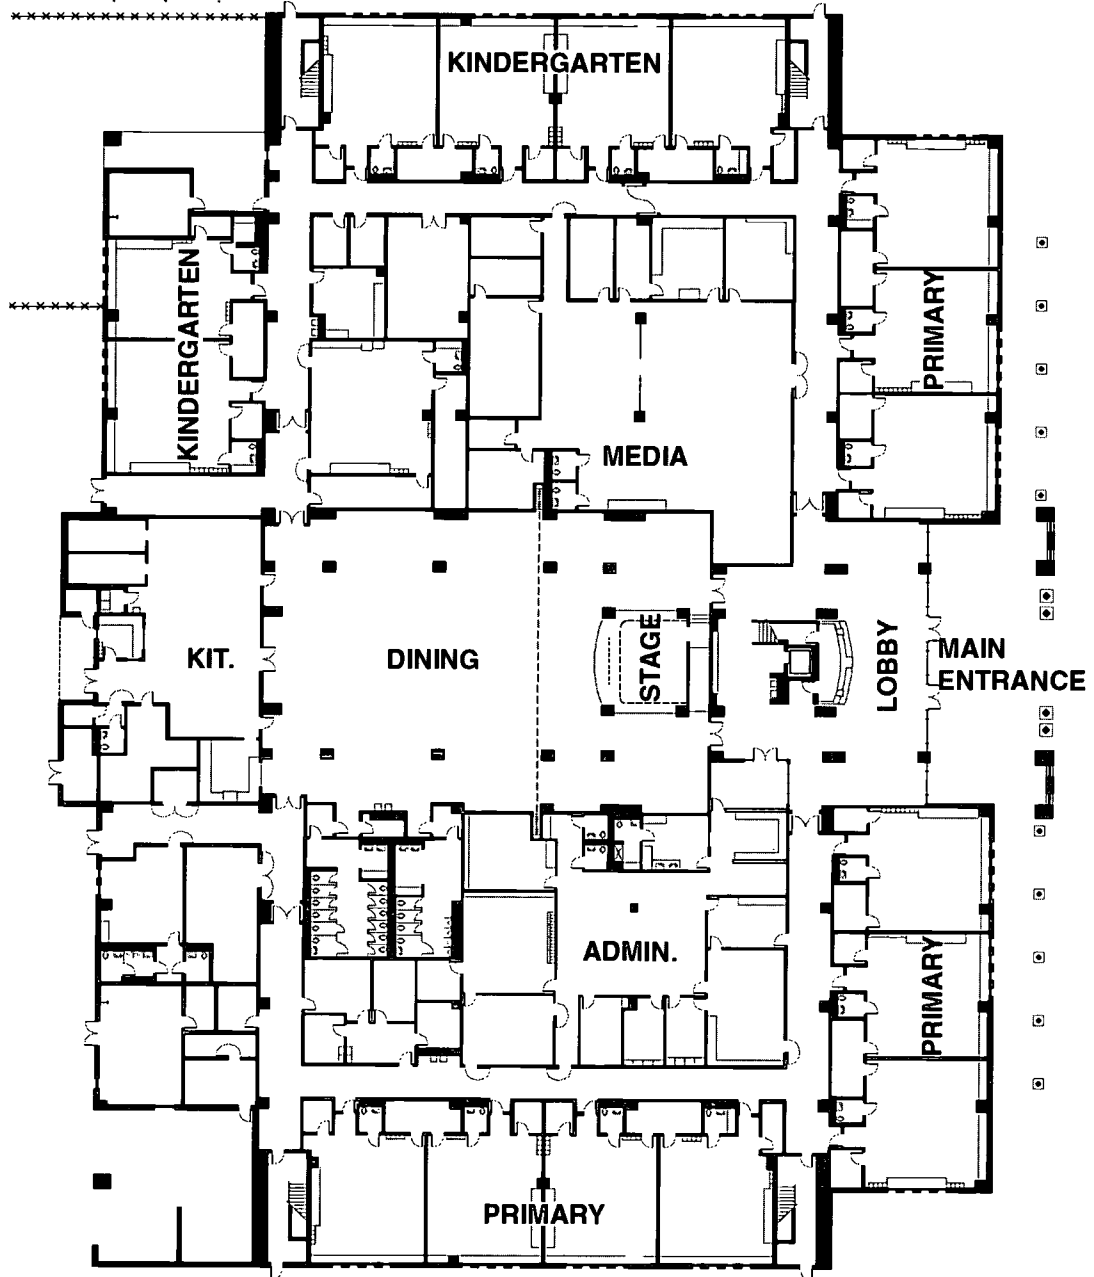 KINDERGARTEN
KINDERGARTEN
PRIMARY
MEDIA
KIT.
DINING
STAGE
LOBBY
MAIN
ENTRANCE
ADMIN.
PRIMARY
PRIMARY